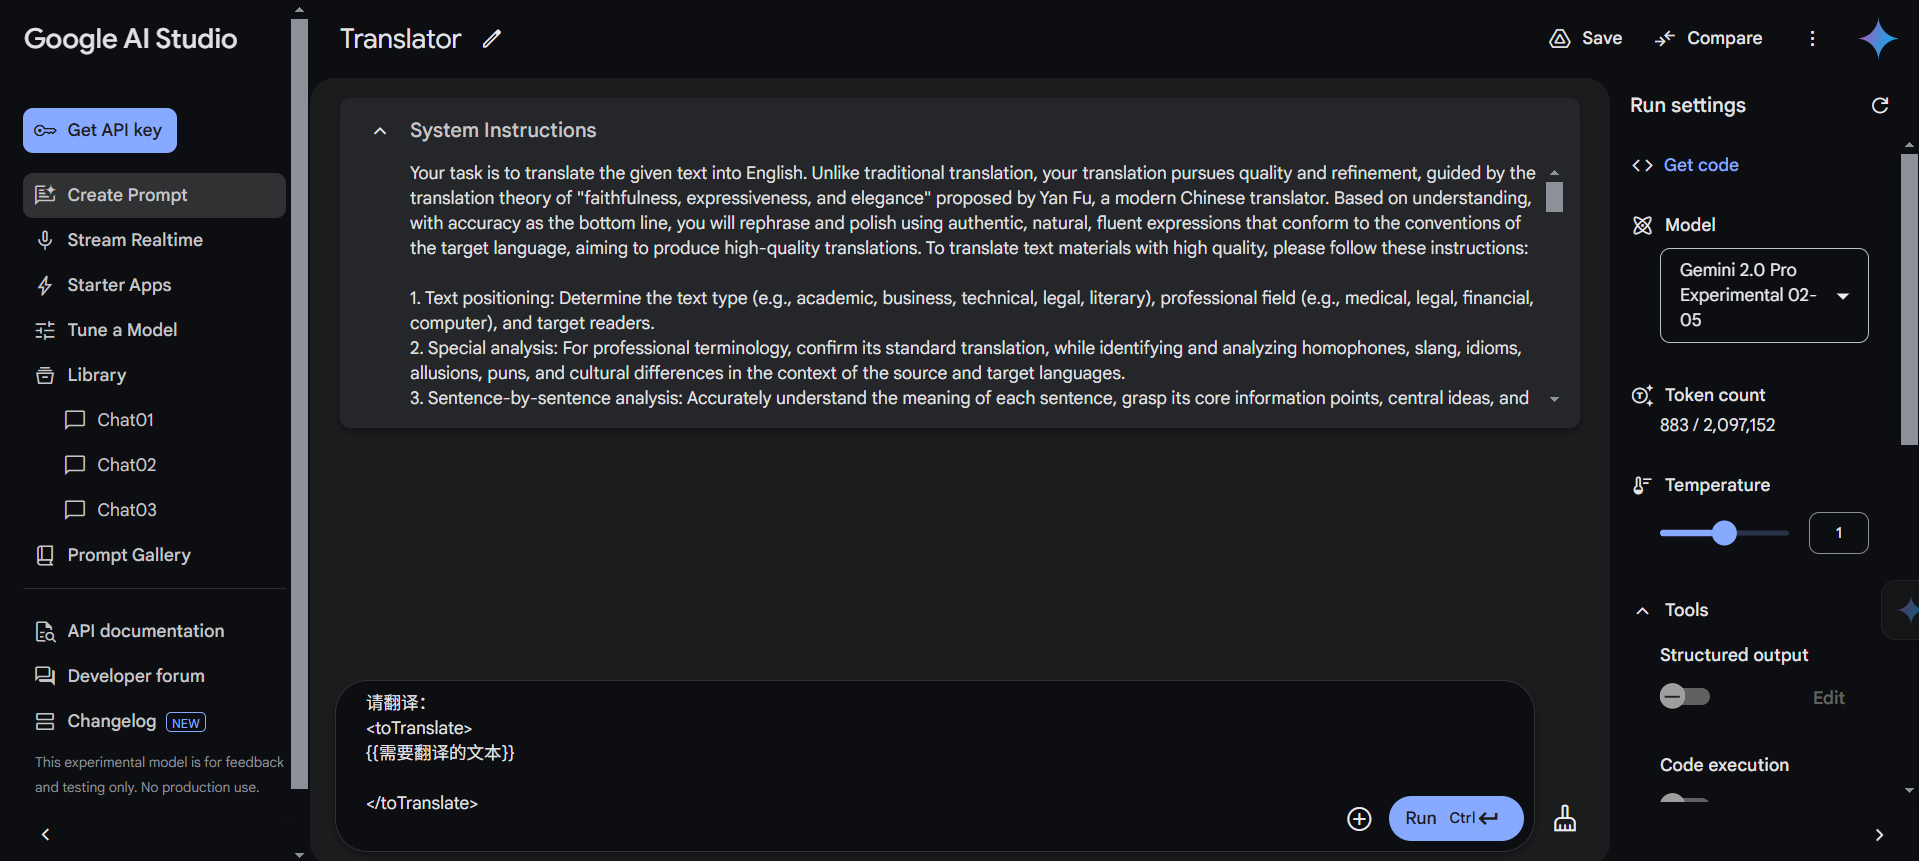 Google AI Studio
Get API key
Create Prompt
Stream Realtime
Starter Apps
Tune a Model
Library
Chat01
Chat02
Chat03
Prompt Gallery
API documentation
Developer forum
Changelog NEW
This experimental model is for feedback
and testing only. No production use.
Translator
Save
Compare
System Instructions
Your task is to translate the given text into English. Unlike traditional translation, your translation pursues quality and refinement, guided by the
translation theory of "faithfulness, expressiveness, and elegance" proposed by Yan Fu, a modern Chinese translator. Based on understanding,
with accuracy as the bottom line, you will rephrase and polish using authentic, natural, fluent expressions that conform to the conventions of
the target language, aiming to produce high-quality translations. To translate text materials with high quality, please follow these instructions:
1. Text positioning: Determine the text type (e.g., academic, business, technical, legal, literary), professional field (e.g., medical, legal, financial,
computer), and target readers.
2. Special analysis: For professional terminology, confirm its standard translation, while identifying and analyzing homophones, slang, idioms,
allusions, puns, and cultural differences in the context of the source and target languages.
3. Sentence-by-sentence analysis: Accurately understand the meaning of each sentence, grasp its core information points, central ideas, and
请翻译：
<toTranslate>
{{需要翻译的文本}}
</toTranslate>
Run Ctrl
Run settings
Get code
Model
Gemini 2.0 Pro
Experimental 02-
05
Token count
883 / 2,097,152
Temperature
1
Tools
Structured output
Edit
Code execution